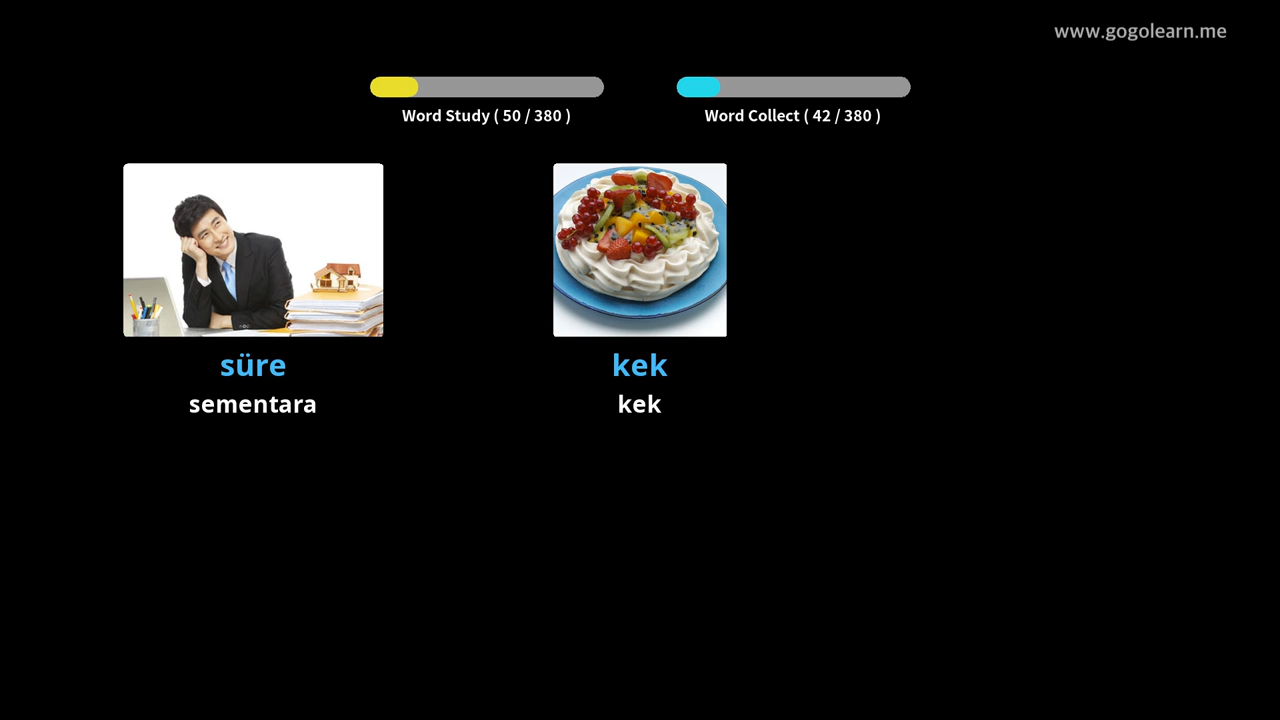 www.gogolearn.me
Word Study ( 50 / 380 )
Word Collect ( 42 / 380 )
süre
sementara
kek
kek